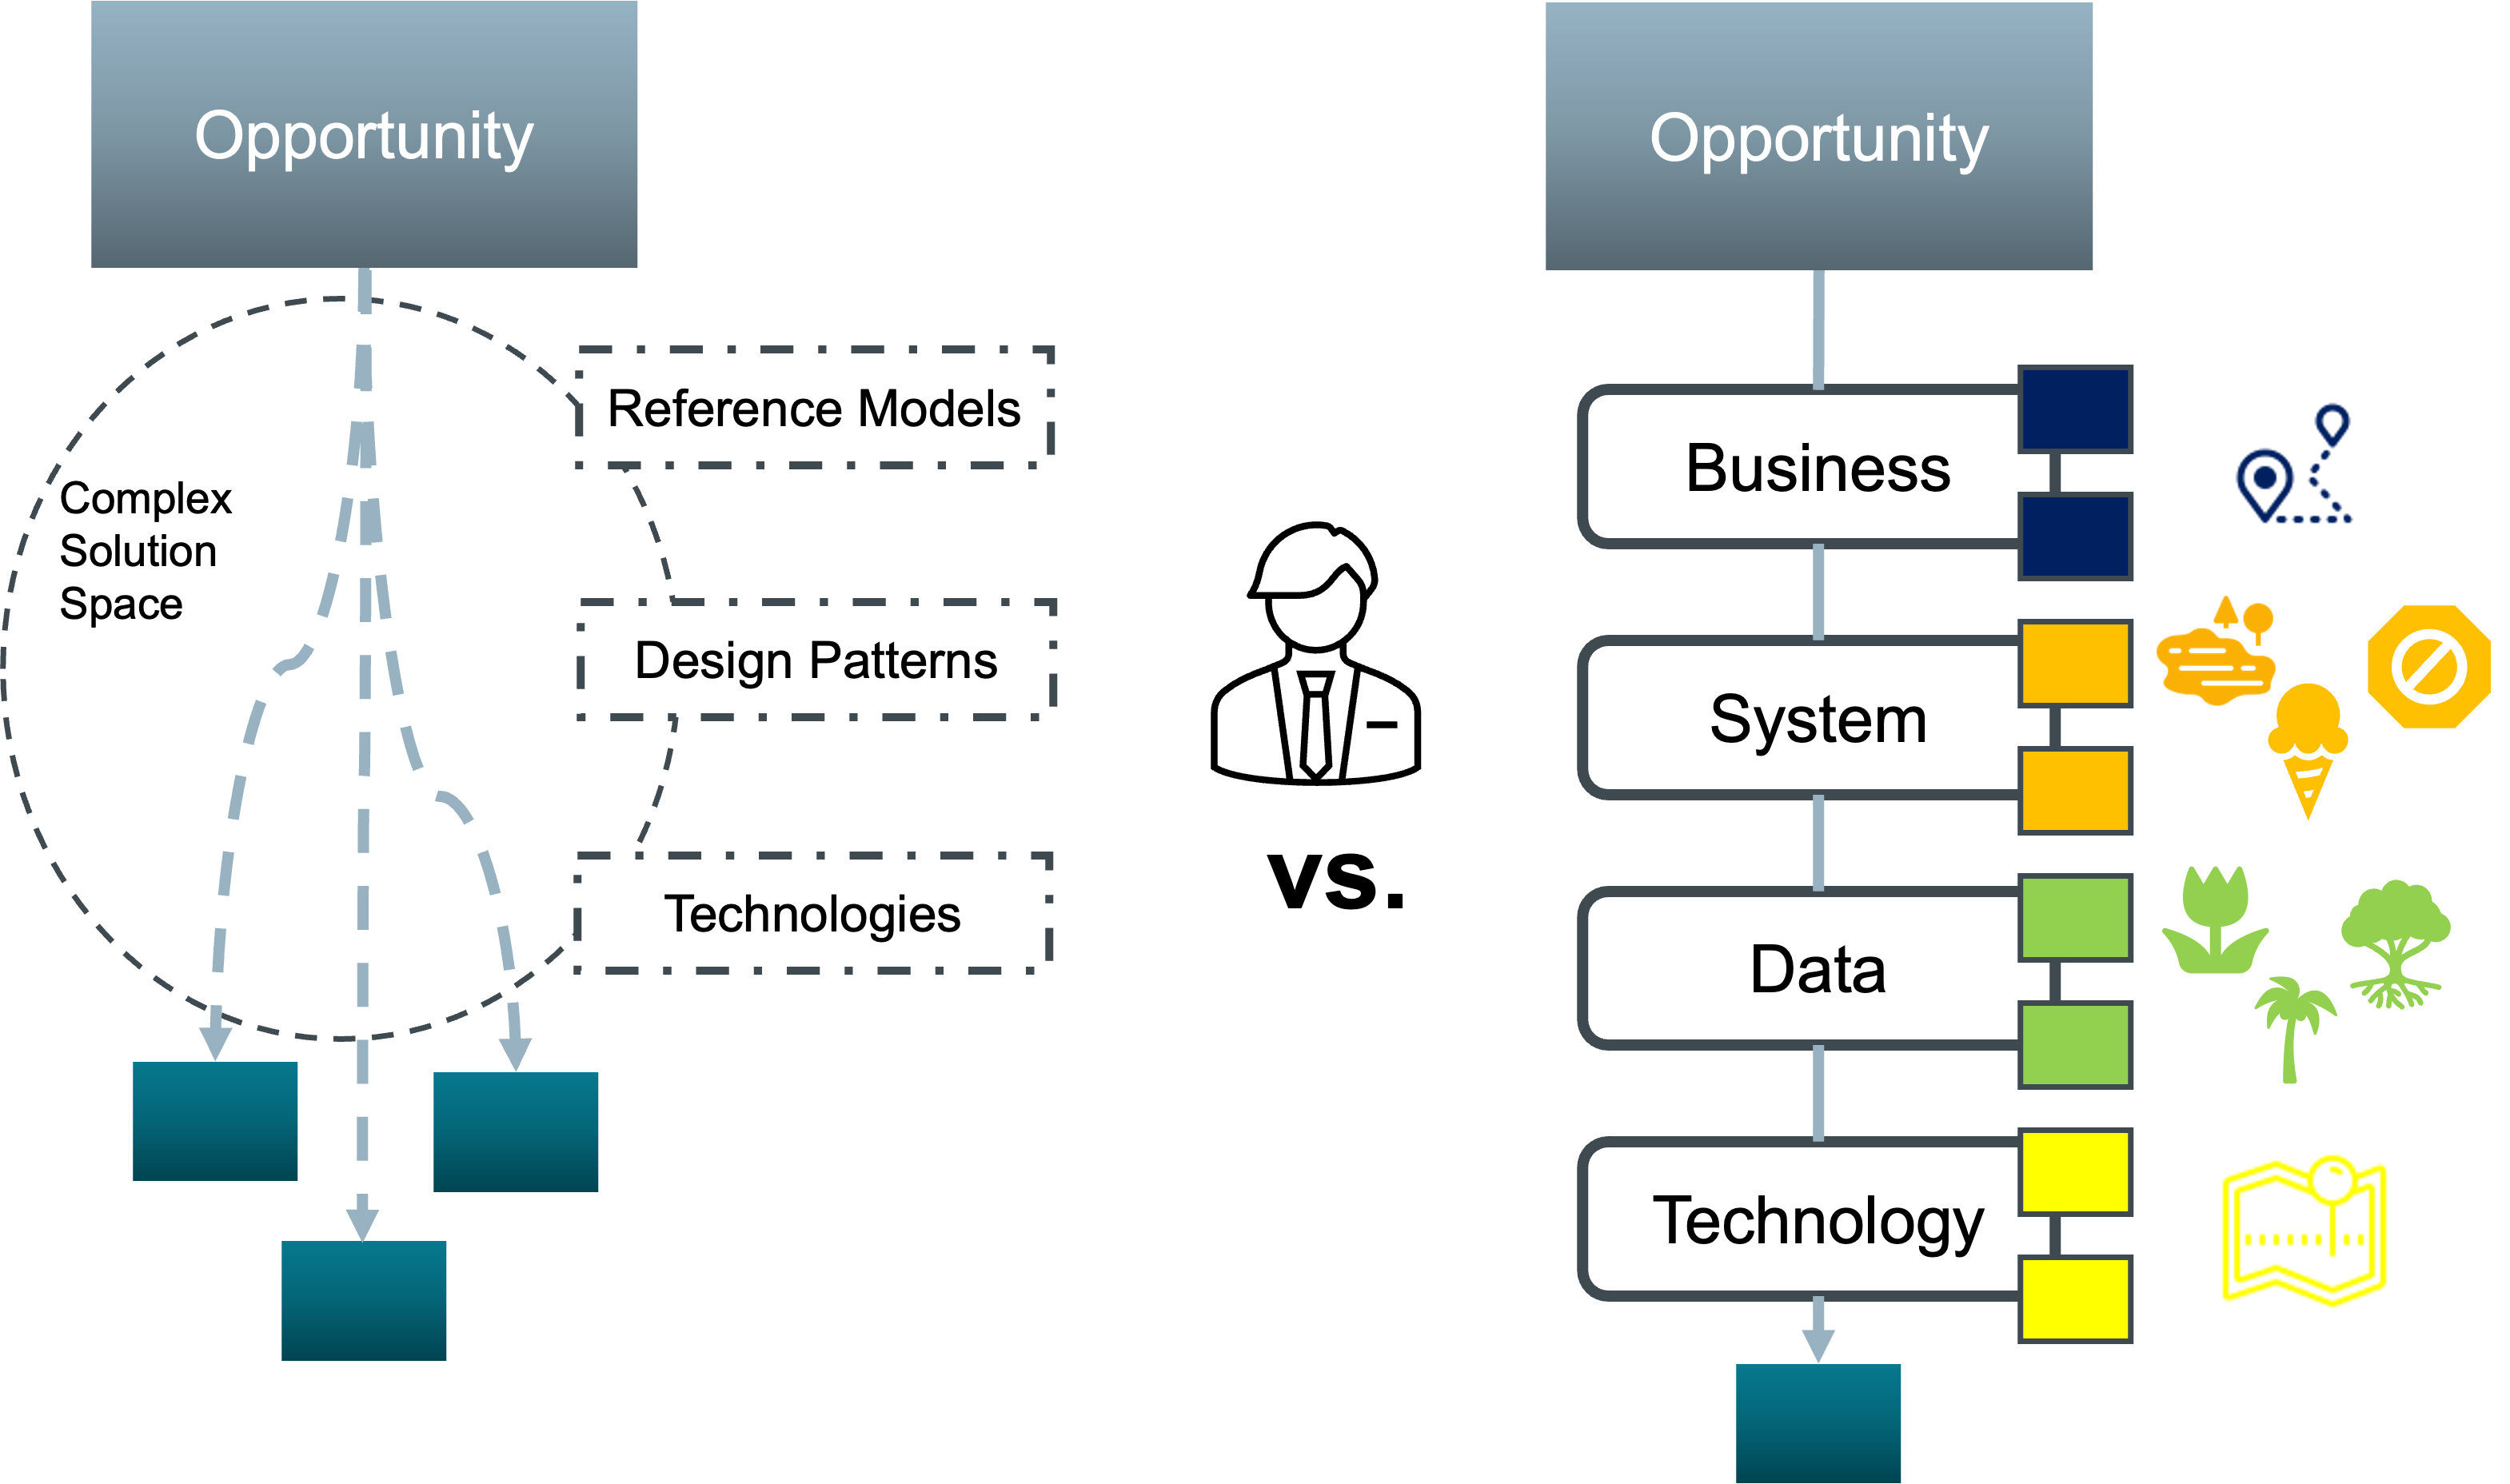 Opportunity
Complex
Solution
Space
Reference Models
Design Patterns
Technologies
vs.
Opportunity
Business
System
Data
Technology